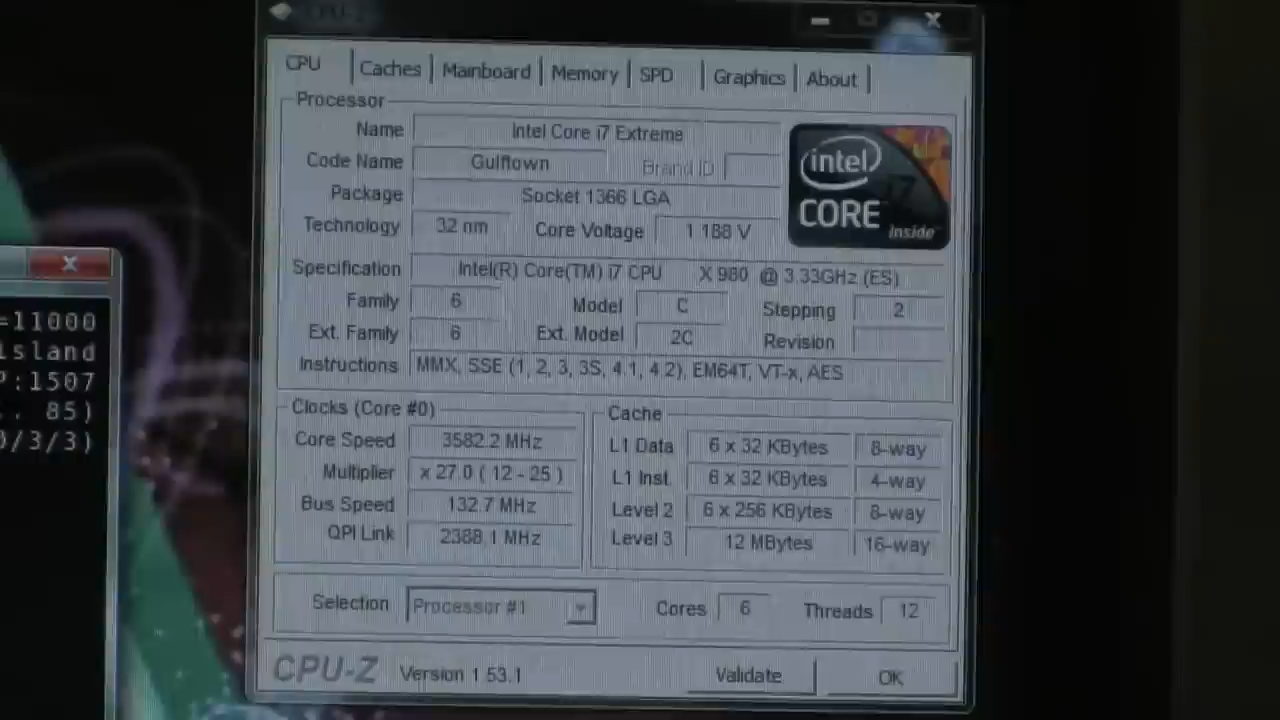 CPU-Z
CPU Caches Mainboard Memory SPD Graphics About
Processor
Name Intel Core i7 Extreme
Code Name Gulftown Brand ID
Package Socket 1366 LGA
Technology 32 nm Core Voltage 1.188 V
intel CORE i7 inside
Specification Intel(R) Core(TM) i7 CPU X 980 @ 3.33GHz (ES)
Family 6 Model C Stepping 2
Ext. Family 6 Ext. Model 2C Revision
Instructions MMX, SSE (1, 2, 3, 3S, 4.1, 4.2), EM64T, VT-x, AES
Clocks (Core #0)
Core Speed 3582.2 MHz
Multiplier x 27.0 ( 12 - 25 )
Bus Speed 132.7 MHz
QPI Link 2388.1 MHz
Cache
L1 Data 6 x 32 KBytes 8-way
L1 Inst. 6 x 32 KBytes 4-way
Level 2 6 x 256 KBytes 8-way
Level 3 12 MBytes 16-way
Selection Processor #1 Cores 6 Threads 12
CPU-Z Version 1.53.1 Validate OK
=11000
island
P:1507
.. 85)
0/3/3)